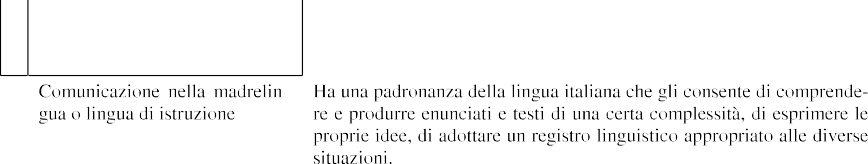 Comunicazione nella madrelin
gua o lingua di istruzione
Ha una padronanza della lingua italiana che gli consente di comprende-
re e produrre enunciati e testi di una certa complessità, di esprimere le
proprie idee, di adottare un registro linguistico appropriato alle diverse
situazioni.